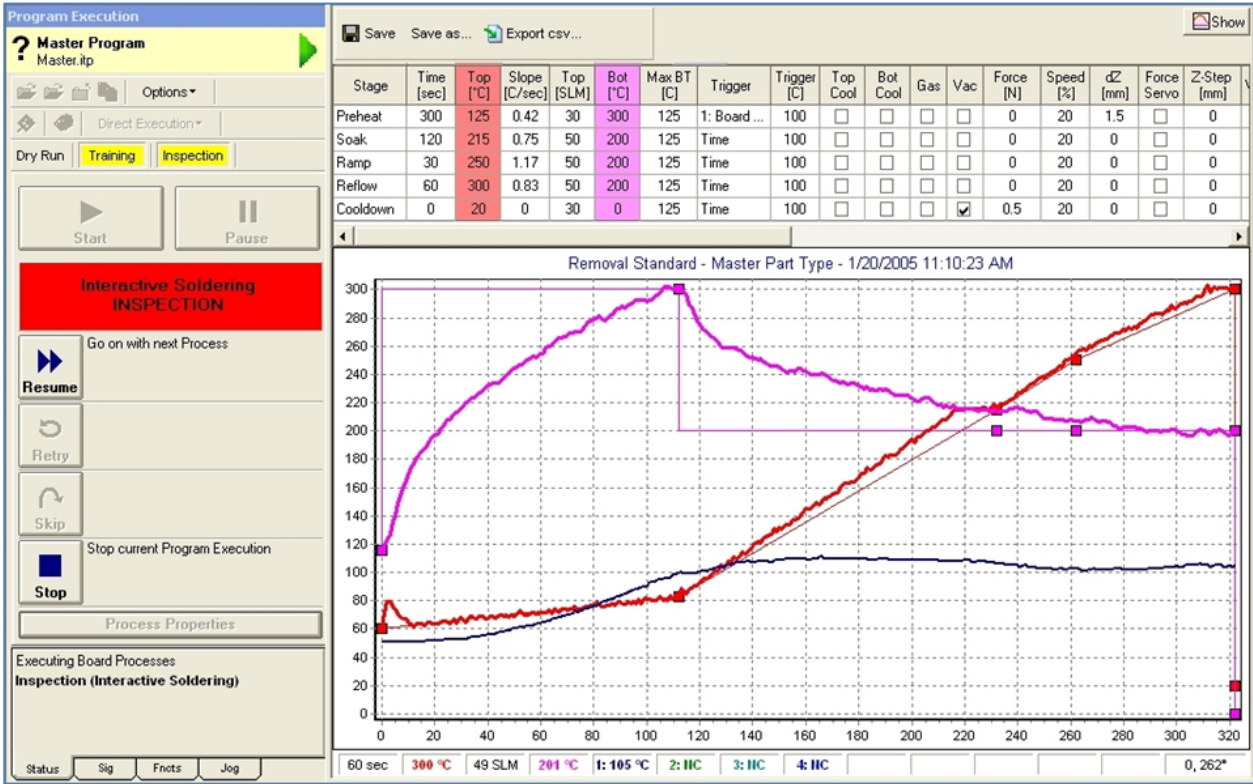 Program Execution
? Master Program
Master.itp
Options
Direct Execution
Dry Run Training Inspection
Start Pause
Interactive Soldering
INSPECTION
Go on with next Process
Resume
Retry
Skip
Stop current Program Execution
Stop
Process Properties
Executing Board Processes
Inspection (Interactive Soldering)
Status Sig Fncts Jog
Save Save as... Export csv...
Show
Stage Time [sec] Top [°C] Slope [C/sec] Top [SLM] Bot [°C] Max BT [C] Trigger Trigger [C] Top Cool Bot Cool Gas Vac Force [N] Speed [%] dZ [mm] Force Servo Z-Step [mm]
Preheat 300 125 0.42 30 300 125 1: Board ... 100 0 20 1.5 0
Soak 120 215 0.75 50 200 125 Time 100 0 20 0 0
Ramp 30 250 1.17 50 200 125 Time 100 0 20 0 0
Reflow 60 300 0.83 50 200 125 Time 100 0 20 0 0
Cooldown 0 20 0 30 0 125 Time 100 0.5 20 0 0
Removal Standard - Master Part Type - 1/20/2005 11:10:23 AM
300
280
260
240
220
200
180
160
140
120
100
80
60
40
20
0
0 20 40 60 80 100 120 140 160 180 200 220 240 260 280 300 320
60 sec 300 °C 49 SLM 201 °C 1: 105 °C 2: NC 3: NC 4: NC 0, 262°